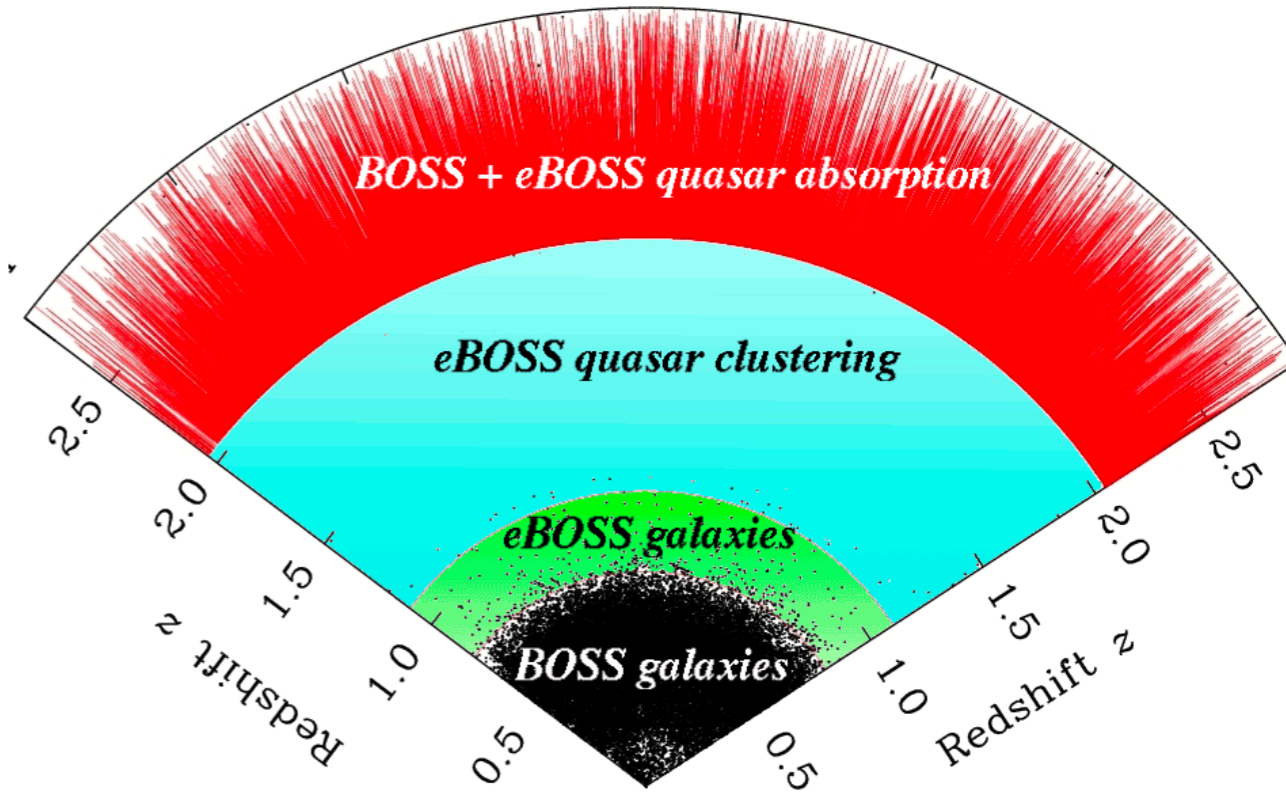 BOSS + eBOSS quasar absorption
eBOSS quasar clustering
eBOSS galaxies
BOSS galaxies
2.5
2.0
1.5
1.0
0.5
Redshift z
0.5
1.0
1.5
2.0
2.5
Redshift z